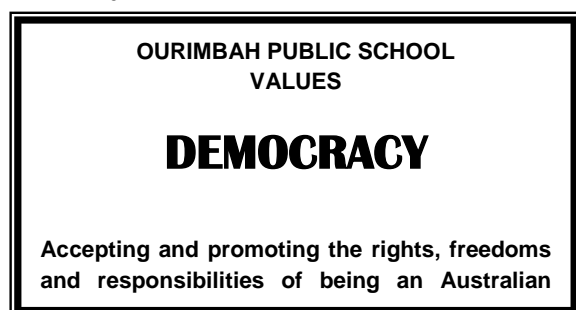 OURIMBAH PUBLIC SCHOOL
VALUES
DEMOCRACY
Accepting and promoting the rights, freedoms
and responsibilities of being an Australian